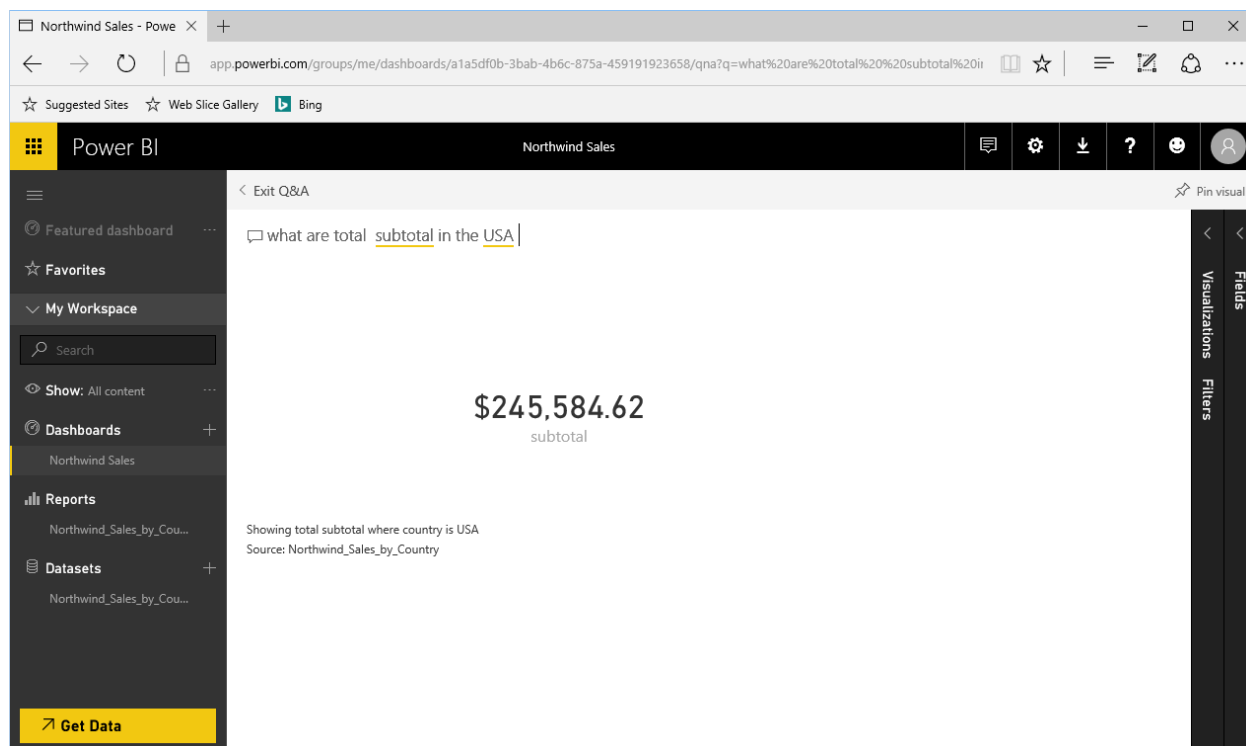 Northwind Sales - Powe
app.powerbi.com/groups/me/dashboards/a1a5df0b-3bab-4b6c-875a-459191923658/qna?q=what%20are%20total%20%20subtotal%20in
Suggested Sites Web Slice Gallery Bing
Power BI Northwind Sales
Exit Q&A Pin visual
Featured dashboard
what are total subtotal in the USA
Favorites
My Workspace
Search
Show: All content
Dashboards
Northwind Sales
Reports
Northwind_Sales_by_Cou...
Datasets
Northwind_Sales_by_Cou...
Get Data
$245,584.62
subtotal
Showing total subtotal where country is USA
Source: Northwind_Sales_by_Country
Visualizations
Filters
Fields